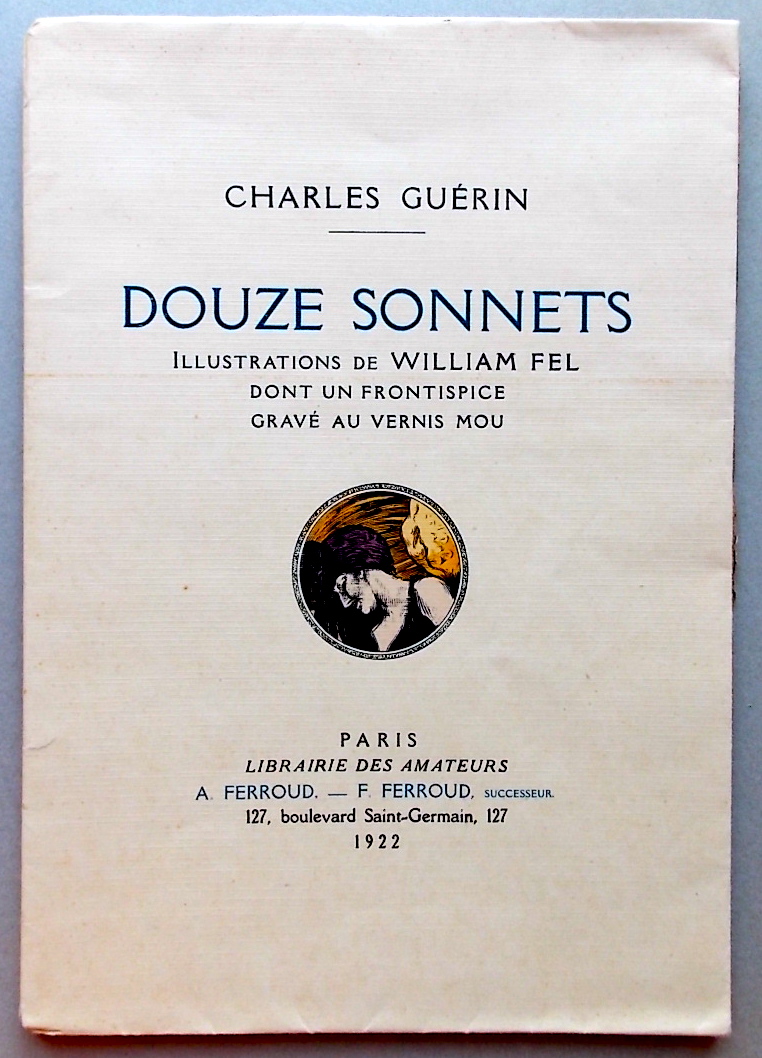 CHARLES GUÉRIN
DOUZE SONNETS
ILLUSTRATIONS DE WILLIAM FEL
DONT UN FRONTISPICE
GRAVÉ AU VERNIS MOU
PARIS
LIBRAIRIE DES AMATEURS
A. FERROUD. — F. FERROUD, SUCCESSEUR.
127, boulevard Saint-Germain, 127
1922